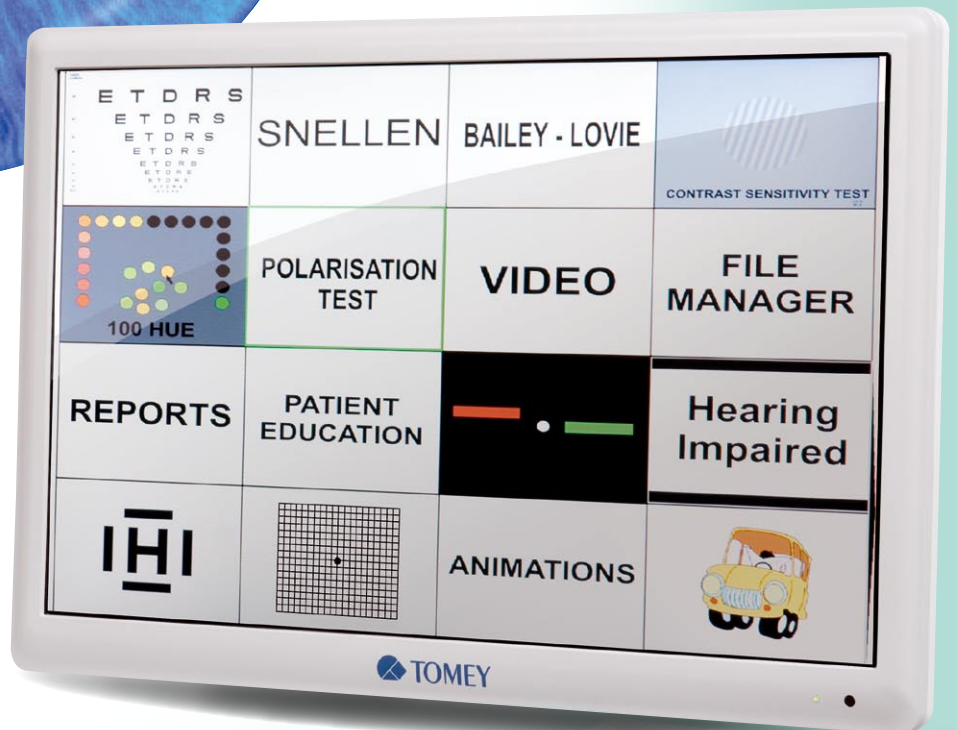 E T D R S
E T D R S
E T D R S
E T D R S
E T D R S
E T D R S
SNELLEN
BAILEY - LOVIE
CONTRAST SENSITIVITY TEST
100 HUE
POLARISATION
TEST
VIDEO
FILE
MANAGER
REPORTS
PATIENT
EDUCATION
Hearing
Impaired
H
ANIMATIONS
TOMEY